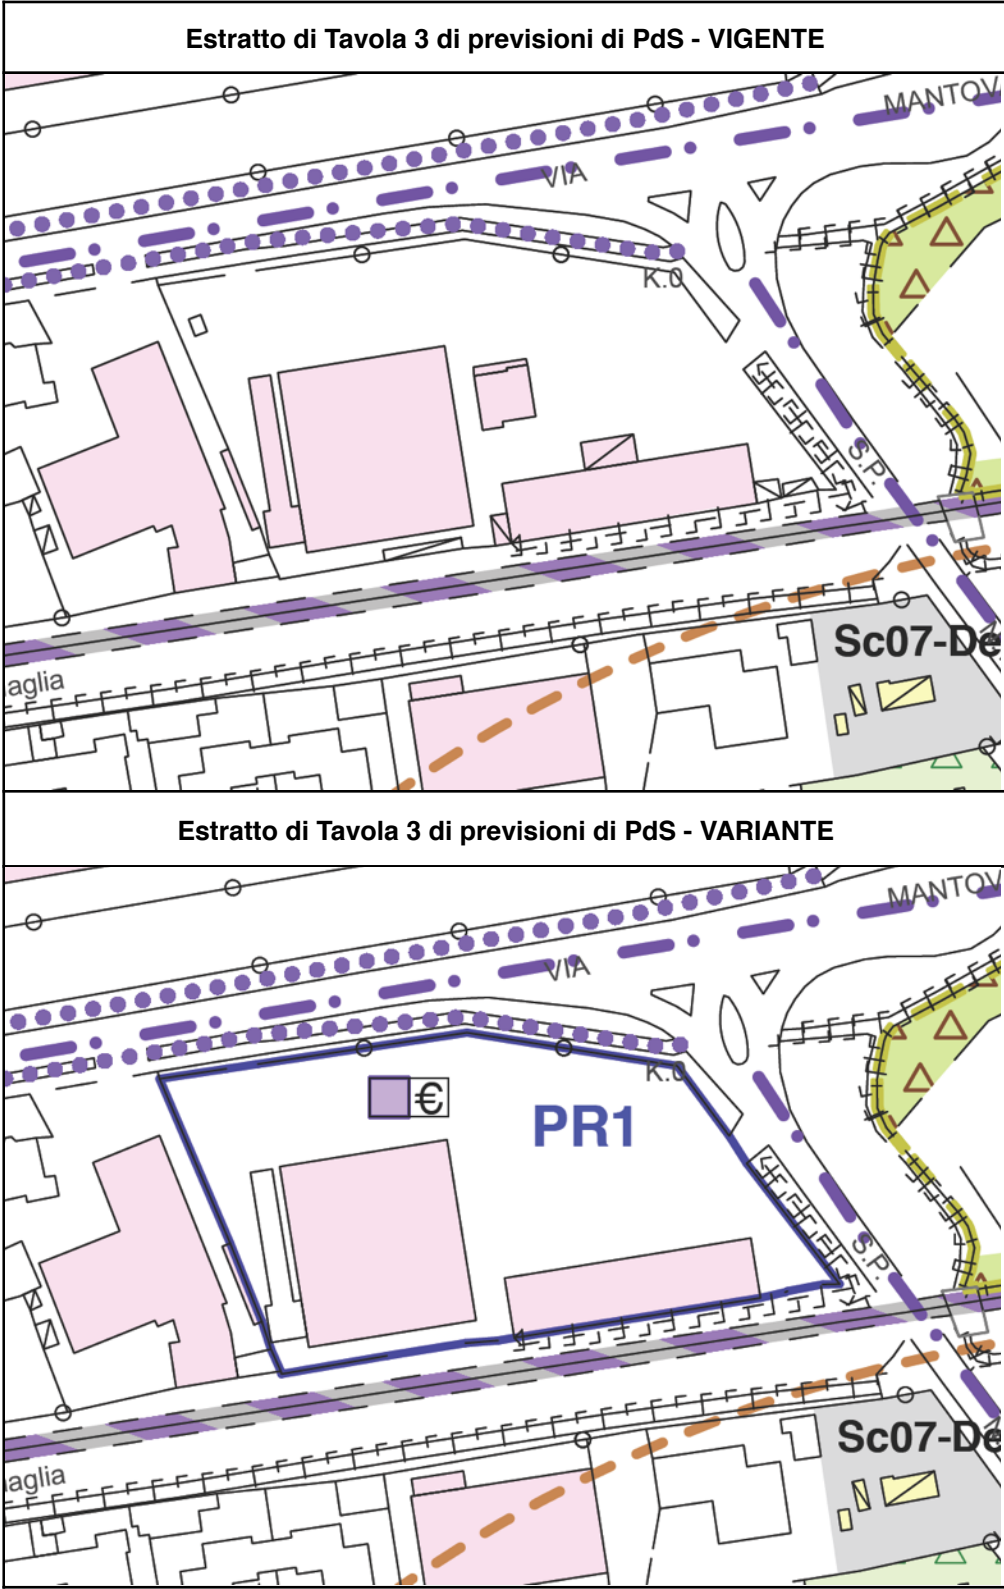 Estratto di Tavola 3 di previsioni di PdS - VIGENTE
MANTOV
VIA
K.0
S.P.
Sc07-De
aglia
Estratto di Tavola 3 di previsioni di PdS - VARIANTE
MANTOV
VIA
K.0
€
PR1
S.P.
Sc07-De
aglia